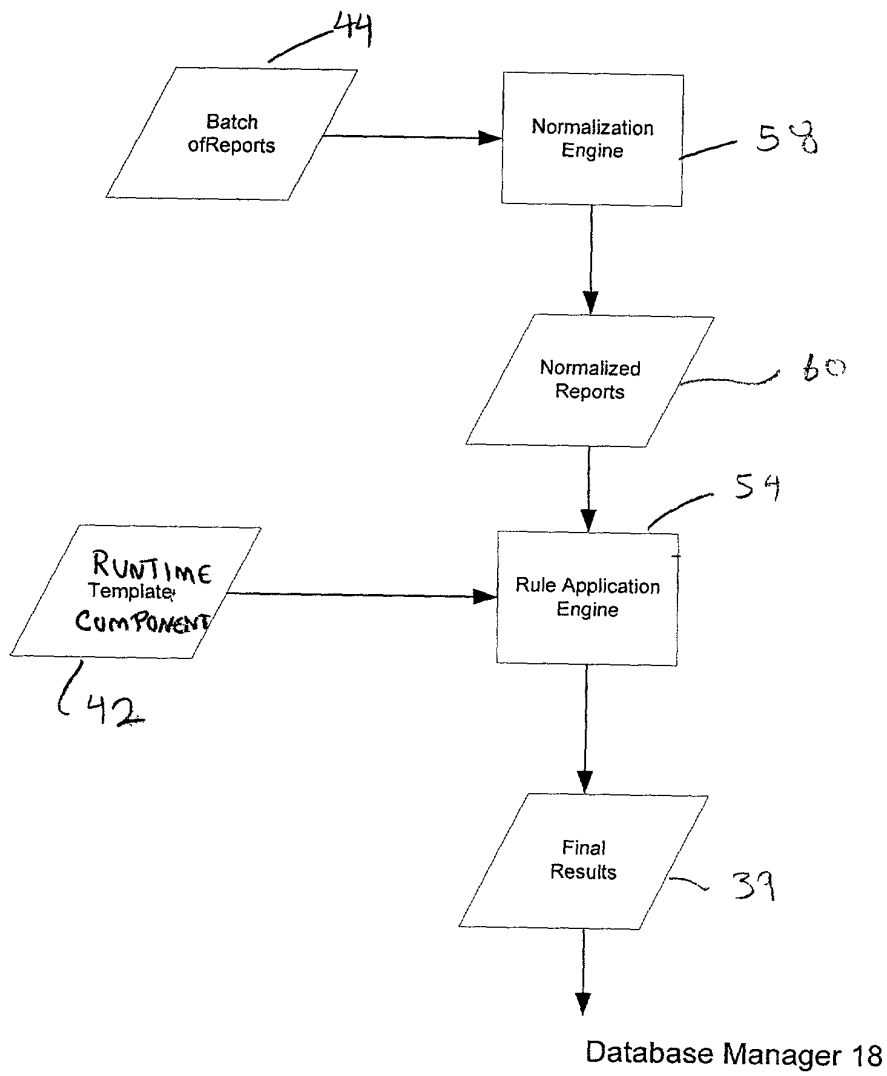 44
Batch
ofReports
Normalization
Engine
58
Normalized
Reports
60
54
RUNTIME
Template
COMPONENT
Rule Application
Engine
42
Final
Results
39
Database Manager 18